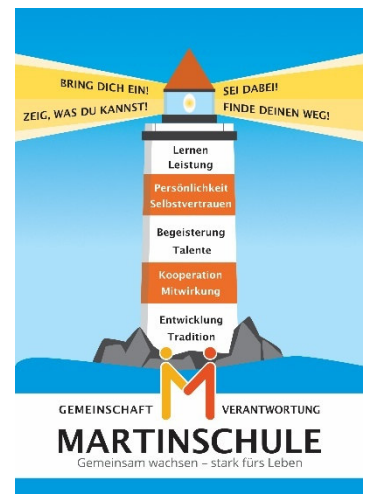 BRING DICH EIN!
SEI DABEI!
ZEIG, WAS DU KANNST!
FINDE DEINEN WEG!
Lernen
Leistung
Persönlichkeit
Selbstvertrauen
Begeisterung
Talente
Kooperation
Mitwirkung
Entwicklung
Tradition
GEMEINSCHAFT
VERANTWORTUNG
MARTINSCHULE
Gemeinsam wachsen – stark fürs Leben